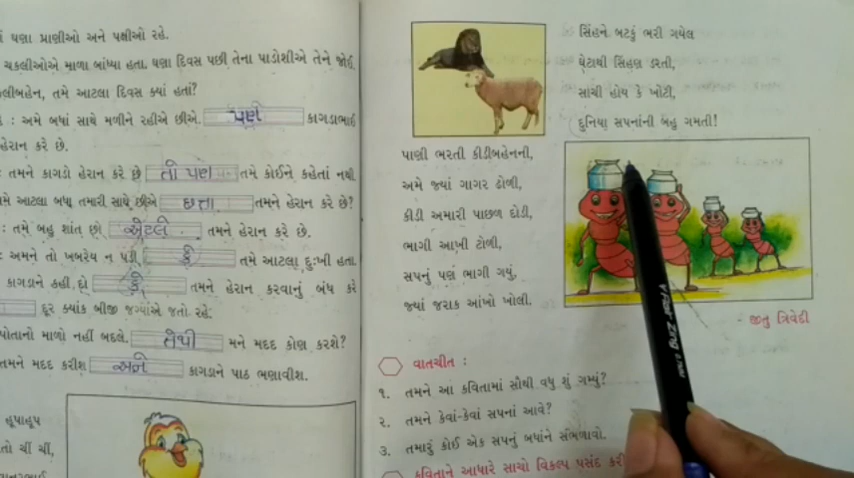 ઘણા પ્રાણીઓ અને પક્ષીઓ રહે.
ચકલીઓએ માળા બાંધ્યા હતા. ઘણા દિવસ પછી તેના પાડોશીએ તેને જોઈ.
લીબહેન, તમે આટલા દિવસ ક્યાં હતાં?
: અમે બધાં સાથે મળીને રહીએ છીએ. પણ કાગડાભાઈ
હેરાન કરે છે.
: તમને કાગડો હેરાન કરે છે તો પણ તમે કોઈને કહેતાં નથી
મે આટલા બધા તમારી સાથે છીએ છતા તમને હેરાન કરે છે?
: તમે બહુ શાંત છો એટલે તમને હેરાન કરે છે.
: અમને તો ખબરેય ન પડી, કે તમે આટલા દુઃખી હતા.
કાગડાને કહી દો કે તમને હેરાન કરવાનું બંધ કરે
દૂર ક્યાંક બીજી જગ્યાએ જતો રહે.
પોતાનો માળો નહીં બદલે. તેથી મને મદદ કોણ કરશે?
તમને મદદ કરીશ અને કાગડાને પાઠ ભણાવીશ.
હૂપાહૂપ
તો ચીં ચીં,
સિંહને બટકું ભરી ગયેલ
ઘેટાથી સિંહણ ડરતી,
સાચી હોય કે ખોટી,
દુનિયા સપનાંની બહુ ગમતી!
પાણી ભરતી કીડીબહેનની,
અમે જ્યાં ગાગર ઢોળી,
કીડી અમારી પાછળ દોડી,
ભાગી આખી ટોળી,
સપનું પણ ભાગી ગયું,
જ્યાં જરાક આંખો ખોલી.
- જીતુ ત્રિવેદી
વાતચીત :
૧. તમને આ કવિતામાં સૌથી વધુ શું ગમ્યું?
૨. તમને કેવાં-કેવાં સપનાં આવે?
૩. તમારું કોઈ એક સપનું બધાંને સંભળાવો.
કવિતાને આધારે સાચો વિકલ્પ પસંદ કરી